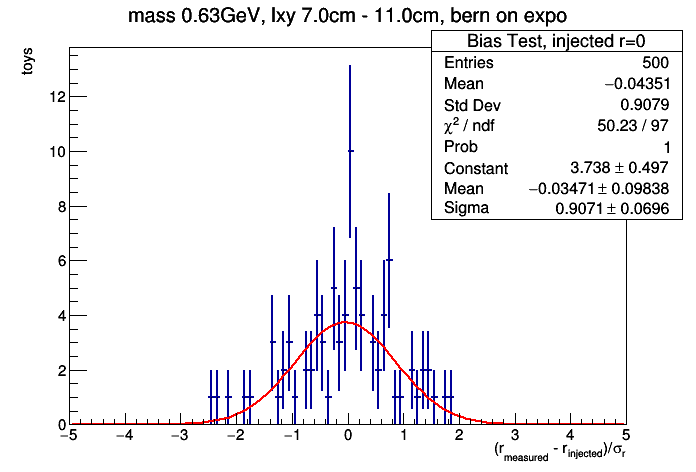 mass 0.63GeV, lxy 7.0cm - 11.0cm, bern on expo
toys
Bias Test, injected r=0
Entries 500
Mean −0.04351
Std Dev 0.9079
χ² / ndf 50.23 / 97
Prob 1
Constant 3.738 ± 0.497
Mean −0.03471 ± 0.09838
Sigma 0.9071 ± 0.0696
12
10
8
6
4
2
0
−5 −4 −3 −2 −1 0 1 2 3 4 5
(r_measured - r_injected)/σ_r